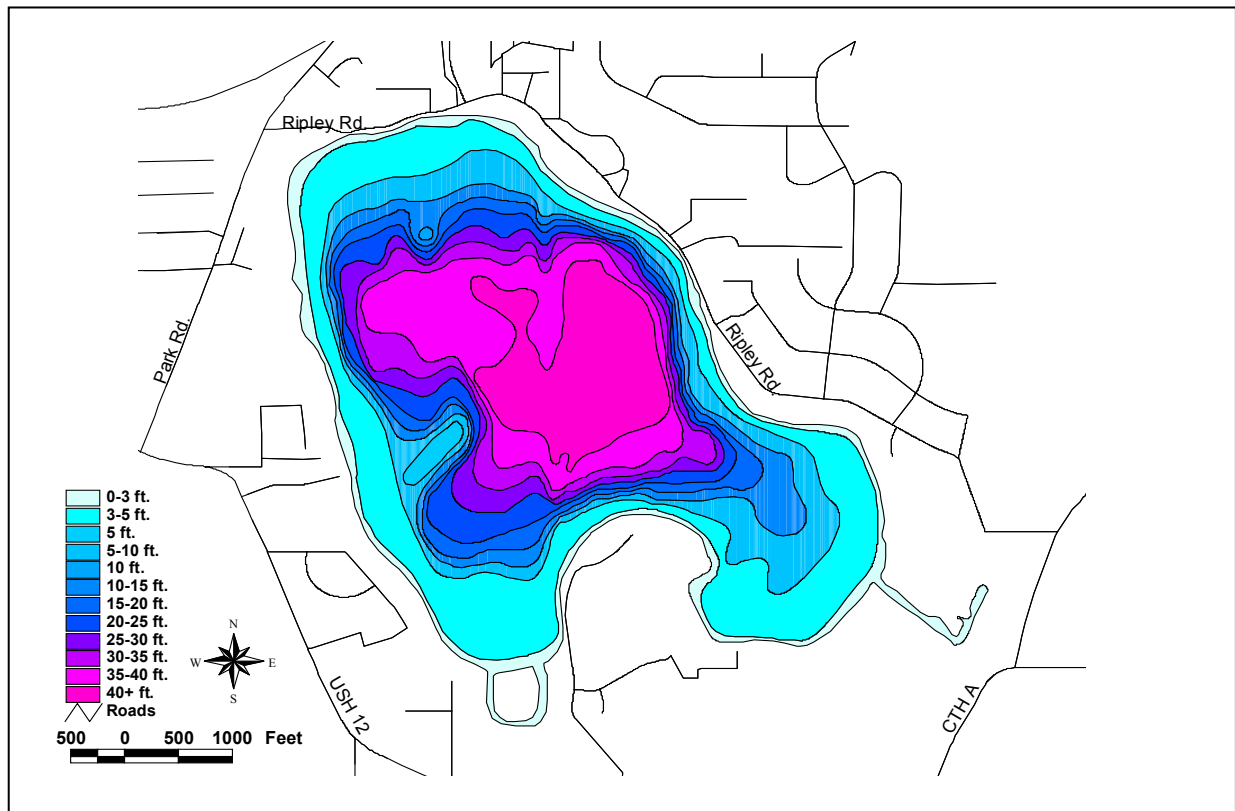 Ripley Rd.
Park Rd.
Ripley Rd.
0-3 ft.
3-5 ft.
5 ft.
5-10 ft.
10 ft.
10-15 ft.
15-20 ft.
20-25 ft.
25-30 ft.
30-35 ft.
35-40 ft.
40+ ft.
Roads
N
W E
S
USH 12
CTH A
500 0 500 1000 Feet